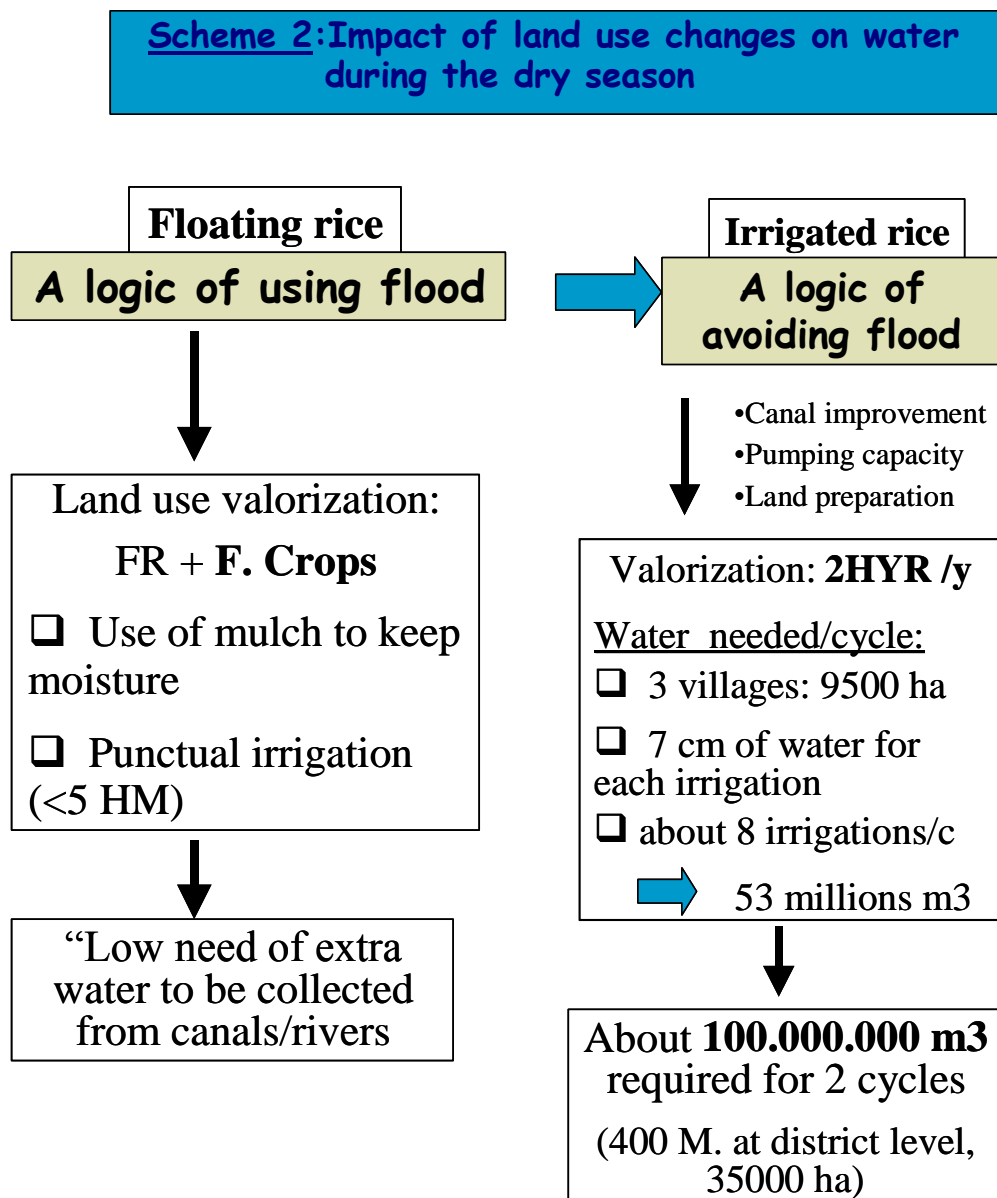 Scheme 2:Impact of land use changes on water
during the dry season
Floating rice
A logic of using flood
Land use valorization:
FR + F. Crops
❑ Use of mulch to keep
moisture
❑ Punctual irrigation
(<5 HM)
“Low need of extra
water to be collected
from canals/rivers
Irrigated rice
A logic of
avoiding flood
•Canal improvement
•Pumping capacity
•Land preparation
Valorization: 2HYR /y
Water needed/cycle:
❑ 3 villages: 9500 ha
❑ 7 cm of water for
each irrigation
❑ about 8 irrigations/c
53 millions m3
About 100.000.000 m3
required for 2 cycles
(400 M. at district level,
35000 ha)